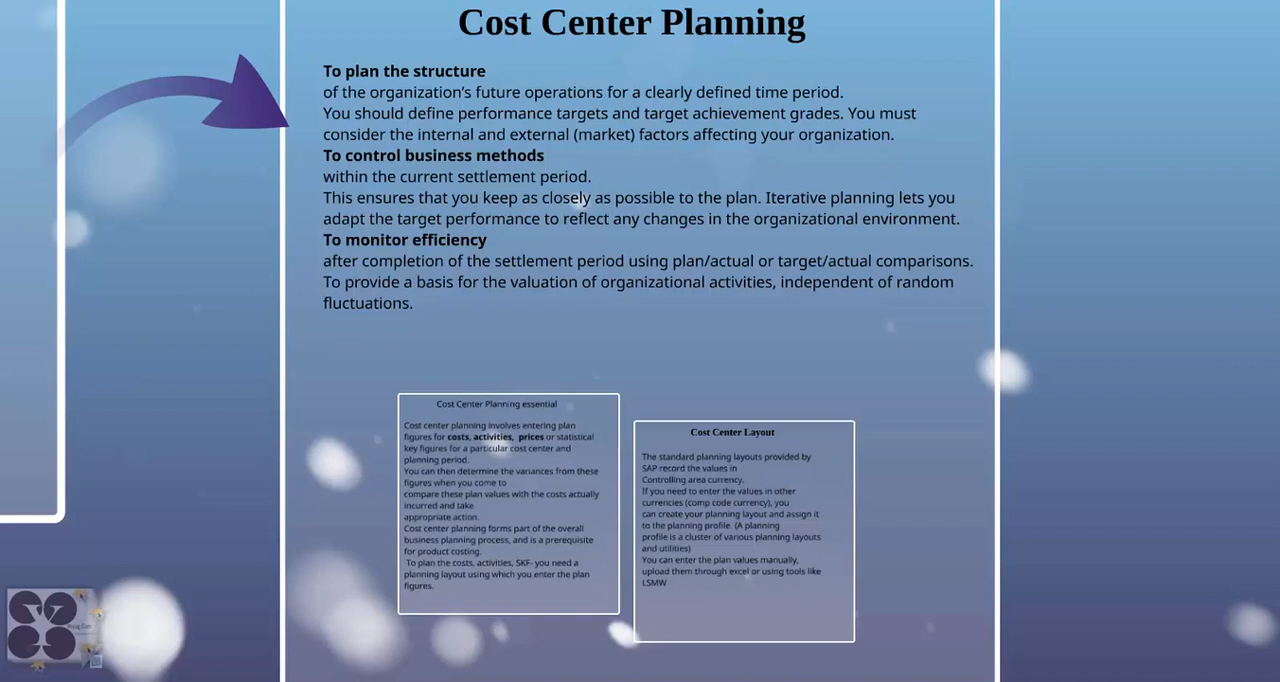 Cost Center Planning
To plan the structure
of the organization's future operations for a clearly defined time period.
You should define performance targets and target achievement grades. You must
consider the internal and external (market) factors affecting your organization.
To control business methods
within the current settlement period.
This ensures that you keep as closely as possible to the plan. Iterative planning lets you
adapt the target performance to reflect any changes in the organizational environment.
To monitor efficiency
after completion of the settlement period using plan/actual or target/actual comparisons.
To provide a basis for the valuation of organizational activities, independent of random
fluctuations.
Cost Center Planning essential
Cost center planning involves entering plan
figures for costs, activities, prices or statistical
key figures for a particular cost center and
planning period.
You can then determine the variances from these
figures when you come to
compare these plan values with the costs actually
incurred and take
appropriate action.
Cost center planning forms part of the overall
business planning process, and is a prerequisite
for product costing.
To plan the costs, activities, SKF- you need a
planning layout using which you enter the plan
figures.
Cost Center Layout
The standard planning layouts provided by
SAP record the values in
Controlling area currency.
If you need to enter the values in other
currencies (comp code currency), you
can create your planning layout and assign it
to the planning profile. (A planning
profile is a cluster of various planning layouts
and utilities)
You can enter the plan values manually,
upload them through excel or using tools like
LSMW